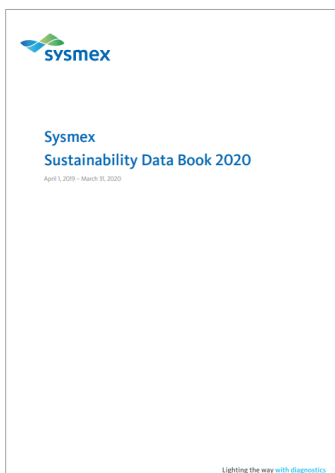 sysmex
Sysmex
Sustainability Data Book 2020
April 1, 2019 – March 31, 2020
Lighting the way with diagnostics